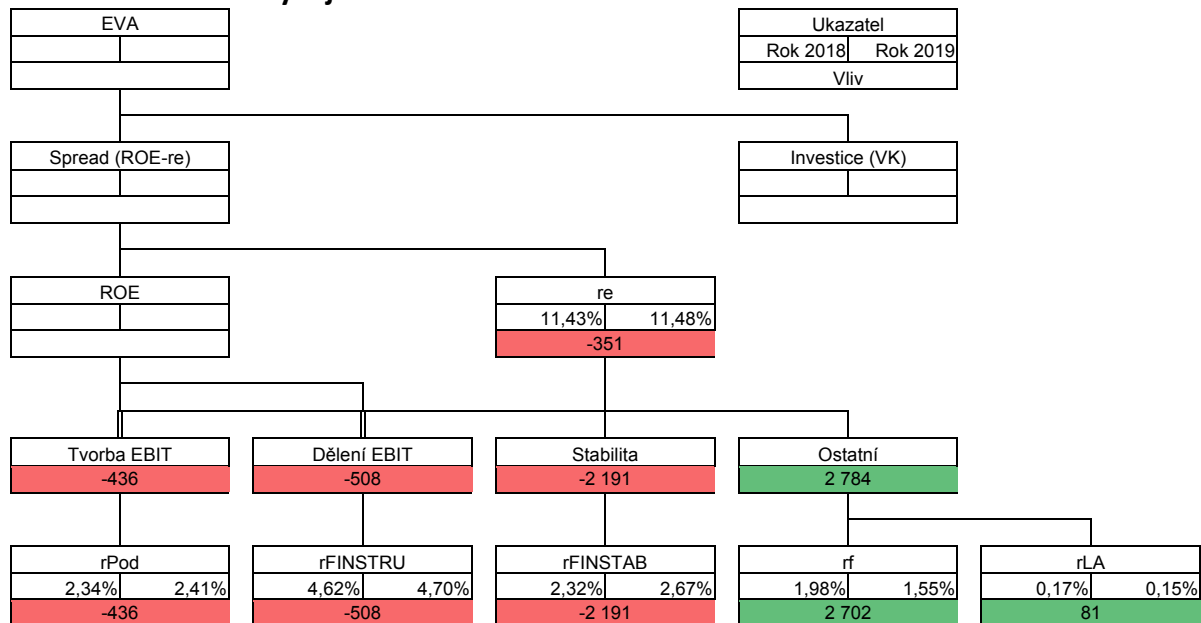 EVA
Ukazatel
Rok 2018 Rok 2019
Vliv
Spread (ROE-re)
Investice (VK)
ROE
re
11,43% 11,48%
-351
Tvorba EBIT
-436
Dělení EBIT
-508
Stabilita
-2 191
Ostatní
2 784
rPod
2,34% 2,41%
-436
rFINSTRU
4,62% 4,70%
-508
rFINSTAB
2,32% 2,67%
-2 191
rf
1,98% 1,55%
2 702
rLA
0,17% 0,15%
81